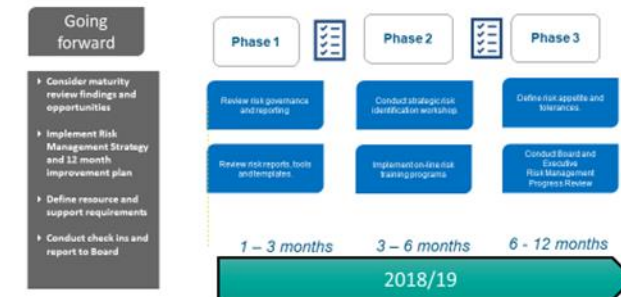 Going
forward
Consider maturity
review findings and
opportunities
Implement Risk
Management Strategy
and 12 month
improvement plan
Define resource and
support requirements
Conduct check ins and
report to Board
Phase 1
Phase 2
Phase 3
Review risk governance
and reporting
Conduct strategic risk
identification workshop.
Define risk appetite and
tolerances.
Review risk reports, tools
and templates.
Implement on-line risk
training programs
Conduct Board and
Executive
Risk Management
Progress Review
1 – 3 months
3 – 6 months
6 - 12 months
2018/19